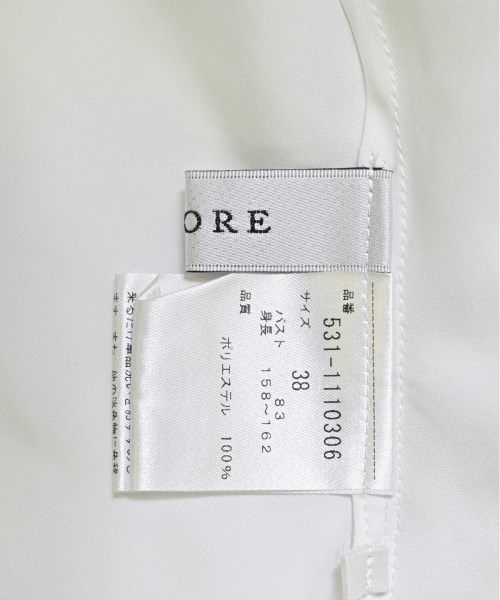 ORE
品番
531-1110306
サイズ 38
バスト 83
身長 158～162
品質
ポリエステル 100%